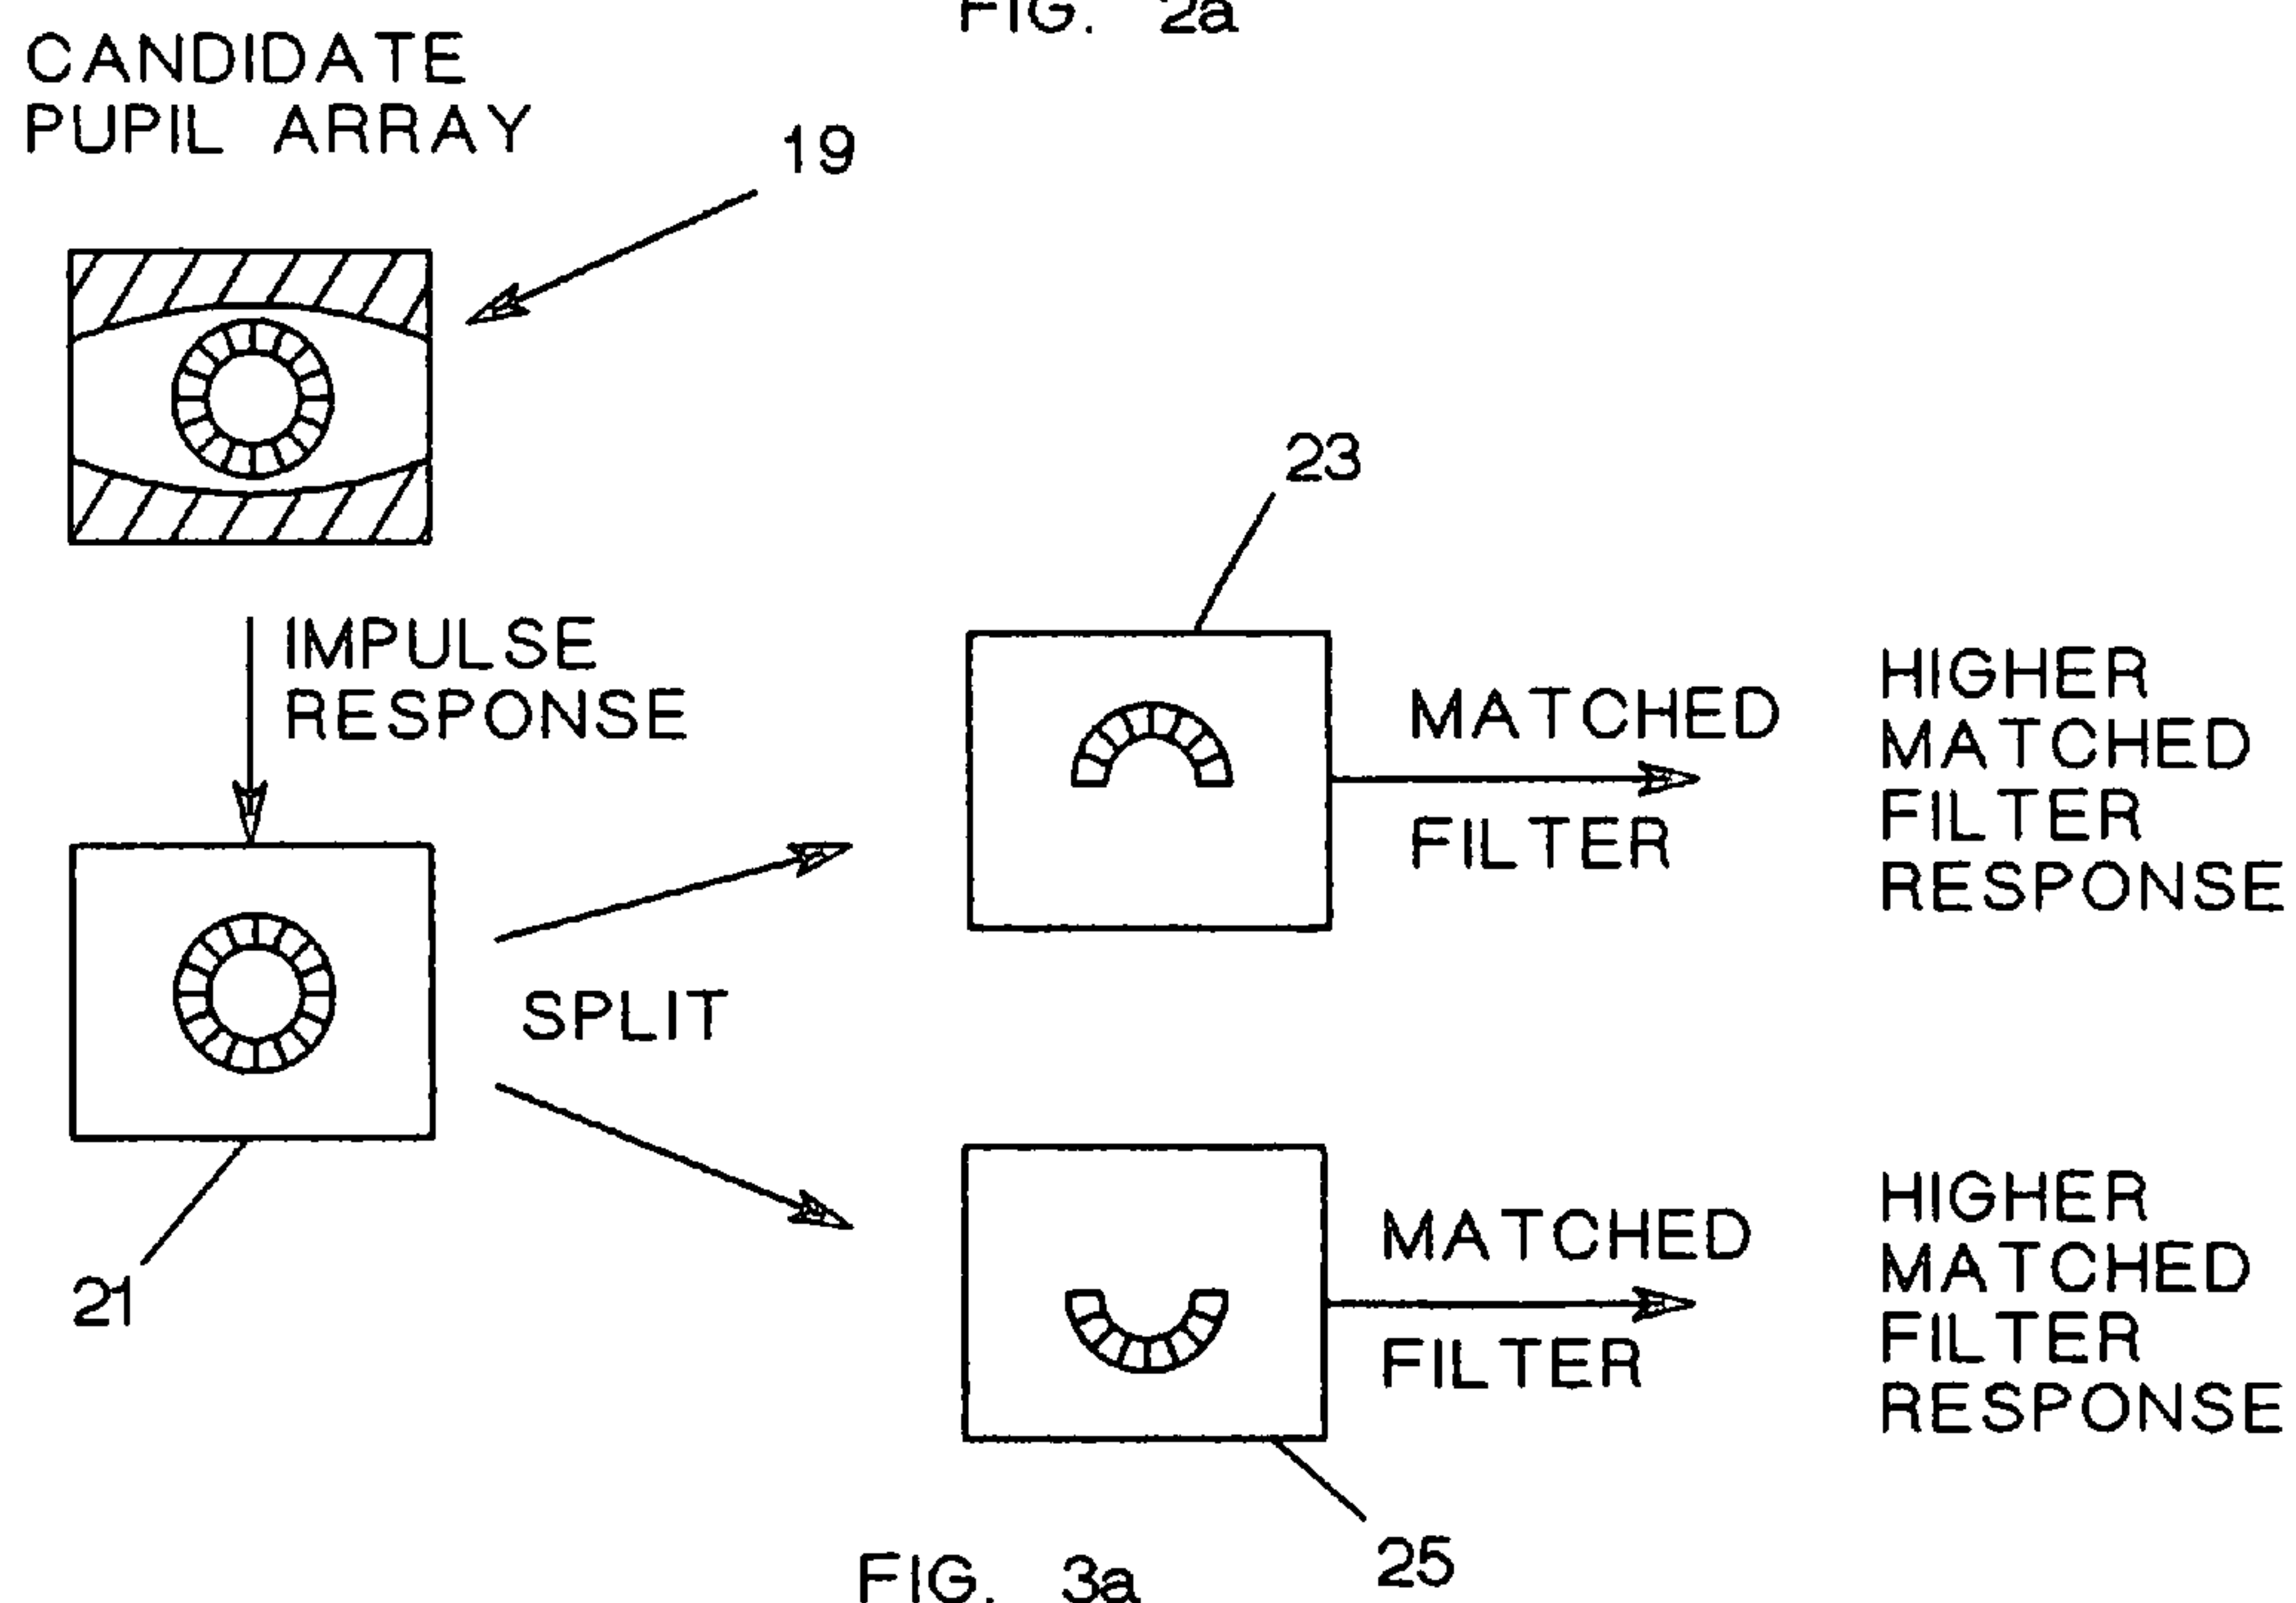 FIG. 2a
CANDIDATE
PUPIL ARRAY
19
23
IMPULSE
RESPONSE
MATCHED
FILTER
HIGHER
MATCHED
FILTER
RESPONSE
SPLIT
21
MATCHED
FILTER
HIGHER
MATCHED
FILTER
RESPONSE
25
FIG. 3a